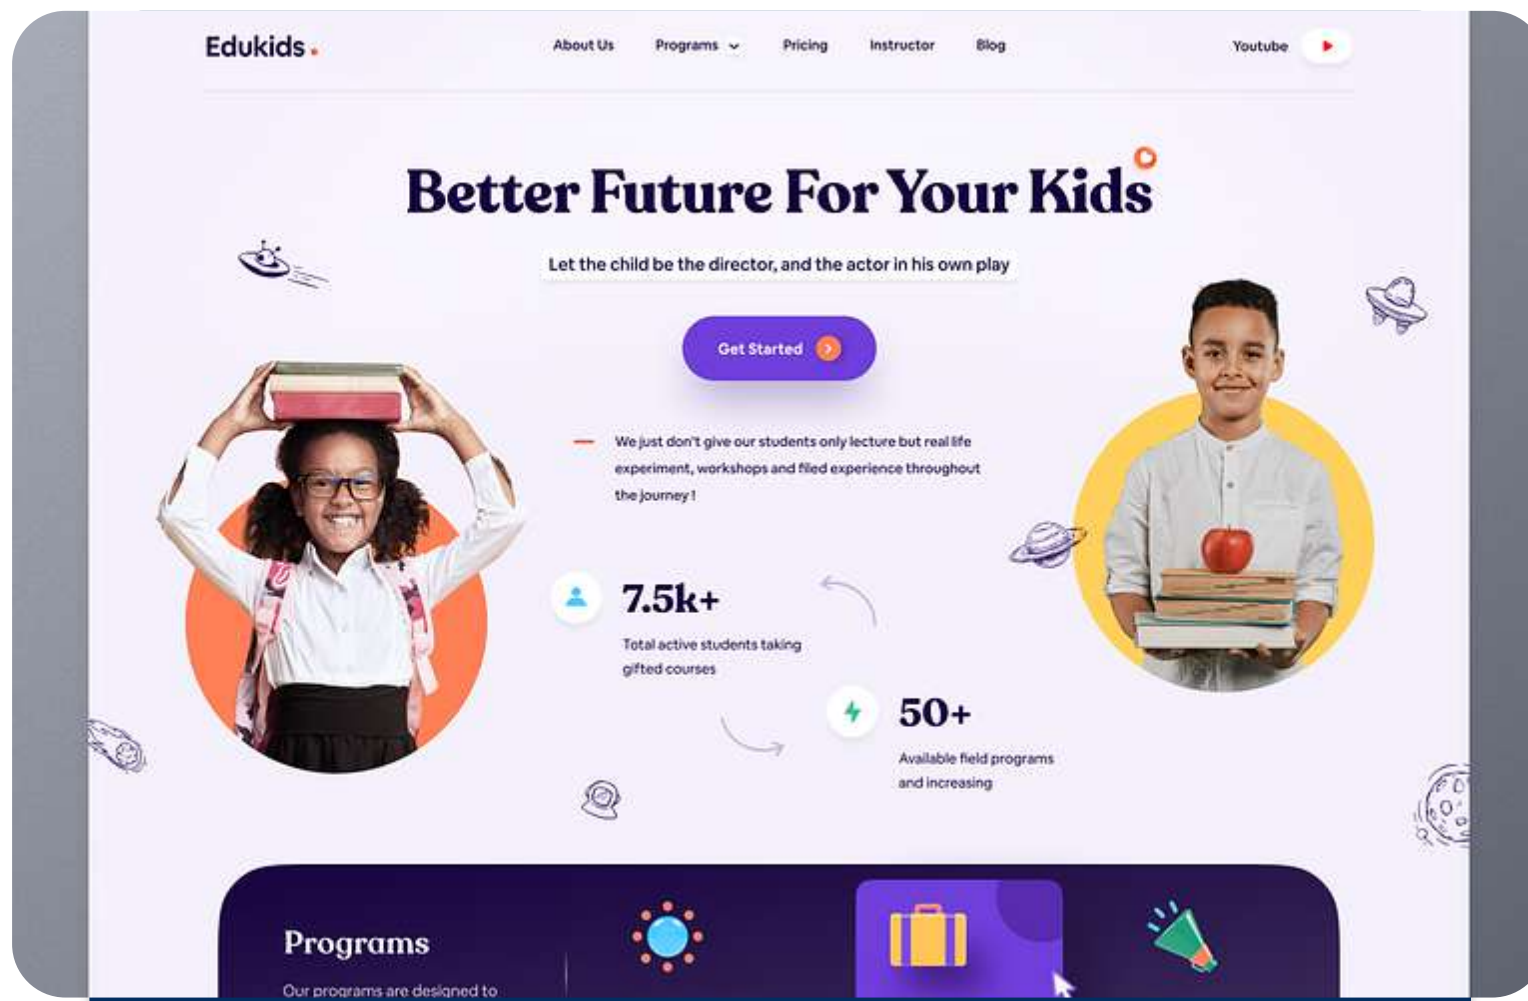 Edukids.
About Us
Programs
Pricing
Instructor
Blog
Youtube
Better Future For Your Kids
Let the child be the director, and the actor in his own play
Get Started
We just don't give our students only lecture but real life
experiment, workshops and filed experience throughout
the journey !
7.5k+
Total active students taking
gifted courses
50+
Available field programs
and increasing
Programs
Our programs are designed to